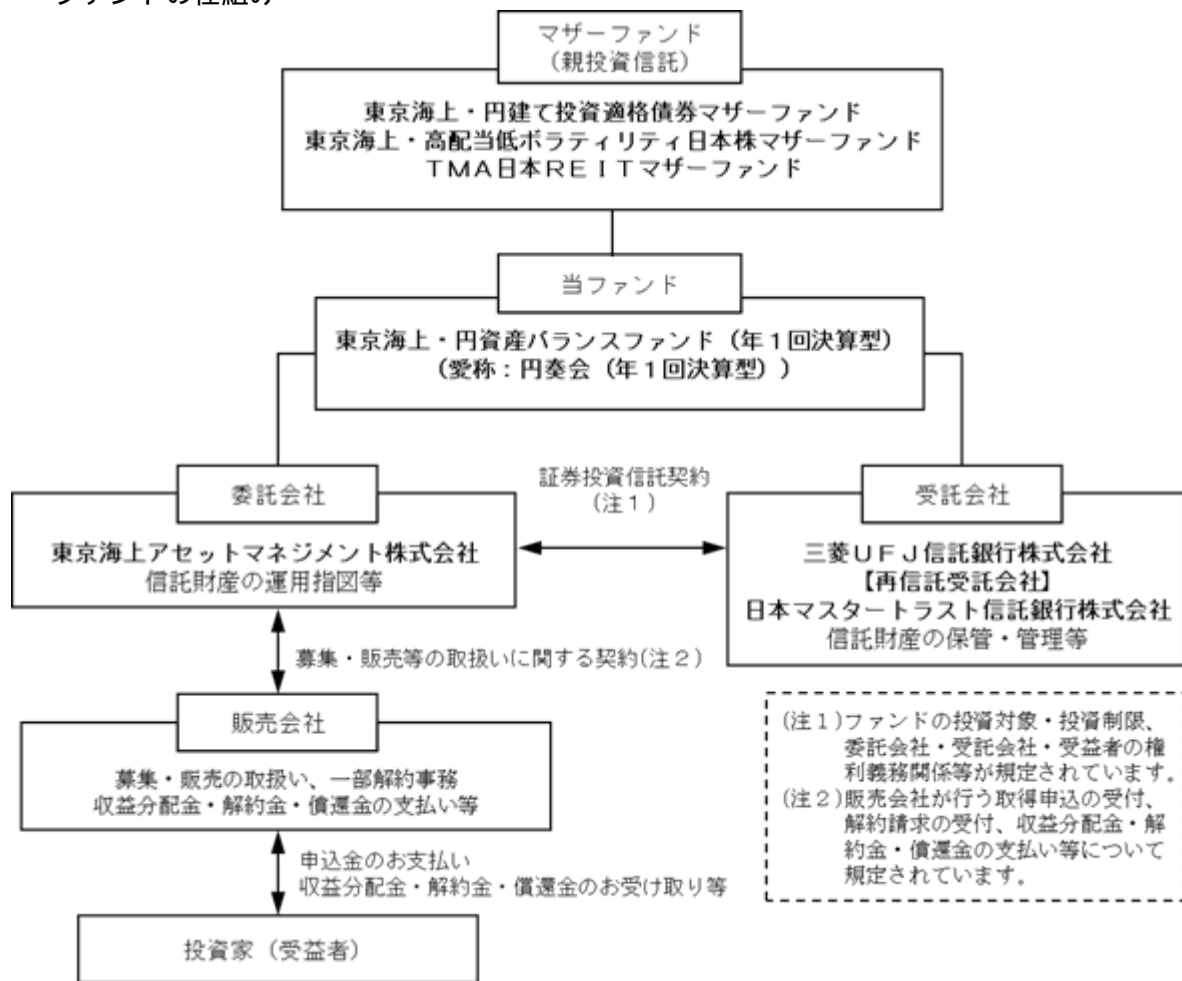 ファンドの仕組み
マザーファンド
(親投資信託)
東京海上・円建て投資適格債券マザーファンド
東京海上・高配当低ボラティリティ日本株マザーファンド
TMA日本REITマザーファンド
当ファンド
東京海上・円資産バランスファンド(年1回決算型)
(愛称:円奏会(年1回決算型))
委託会社
東京海上アセットマネジメント株式会社
信託財産の運用指図等
証券投資信託契約
(注1)
受託会社
三菱UFJ信託銀行株式会社
【再信託受託会社】
日本マスタートラスト信託銀行株式会社
信託財産の保管・管理等
募集・販売等の取扱いに関する契約(注2)
販売会社
募集・販売の取扱い、一部解約事務
収益分配金・解約金・償還金の支払い等
申込金のお支払い
収益分配金・解約金・償還金のお受け取り等
投資家(受益者)
(注1)ファンドの投資対象・投資制限、
委託会社・受託会社・受益者の権
利義務関係等が規定されています。
(注2)販売会社が行う取得申込の受付、
解約請求の受付、収益分配金・解
約金・償還金の支払い等について
規定されています。